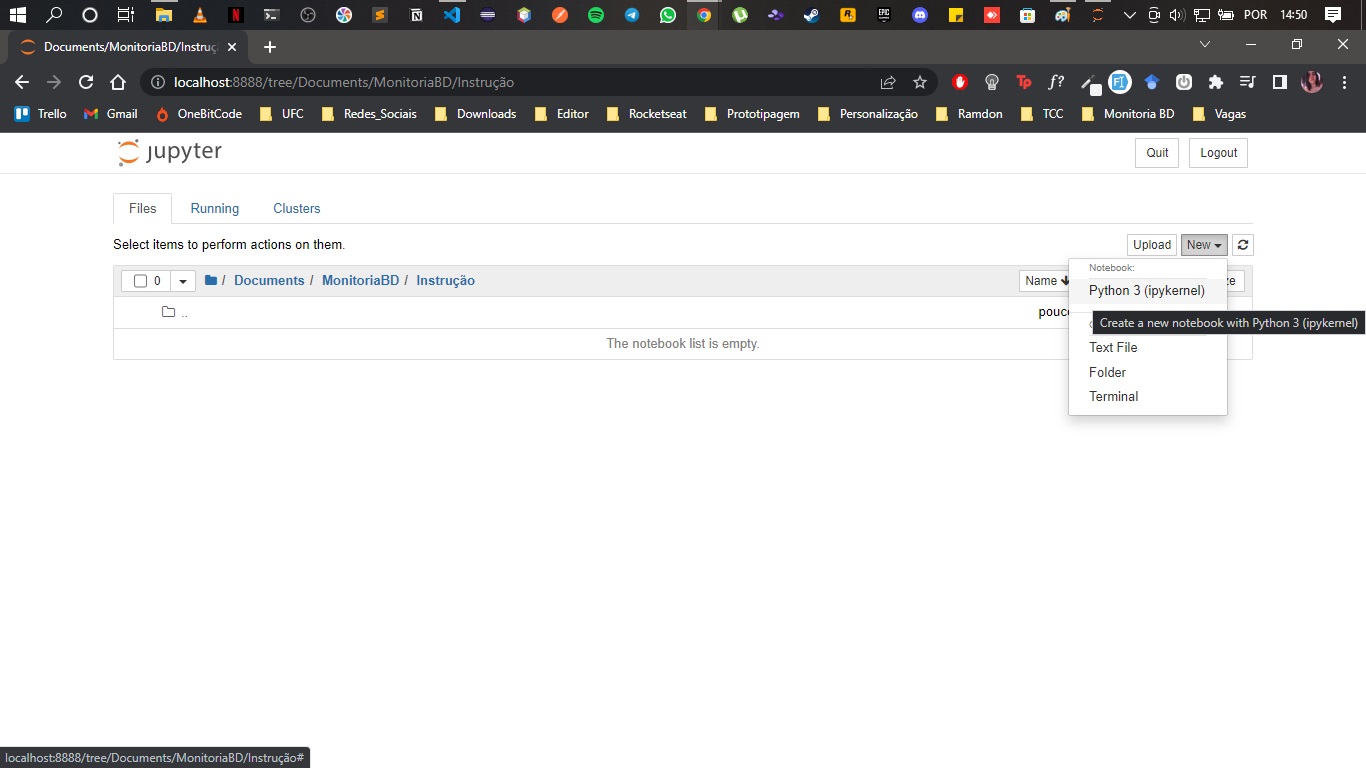 POR 14:50
Documents/MonitoriaBD/Instruç
localhost:8888/tree/Documents/MonitoriaBD/Instrução
Trello Gmail OneBitCode UFC Redes_Sociais Downloads Editor Rocketseat Prototipagem Personalização Ramdon TCC Monitoria BD Vagas
jupyter Quit Logout
Files Running Clusters
Select items to perform actions on them. Upload New
0 / Documents / MonitoriaBD / Instrução Name ze
Notebook:
Python 3 (ipykernel)
.. pouc
Create a new notebook with Python 3 (ipykernel)
The notebook list is empty.
Text File
Folder
Terminal
localhost:8888/tree/Documents/MonitoriaBD/Instrução#